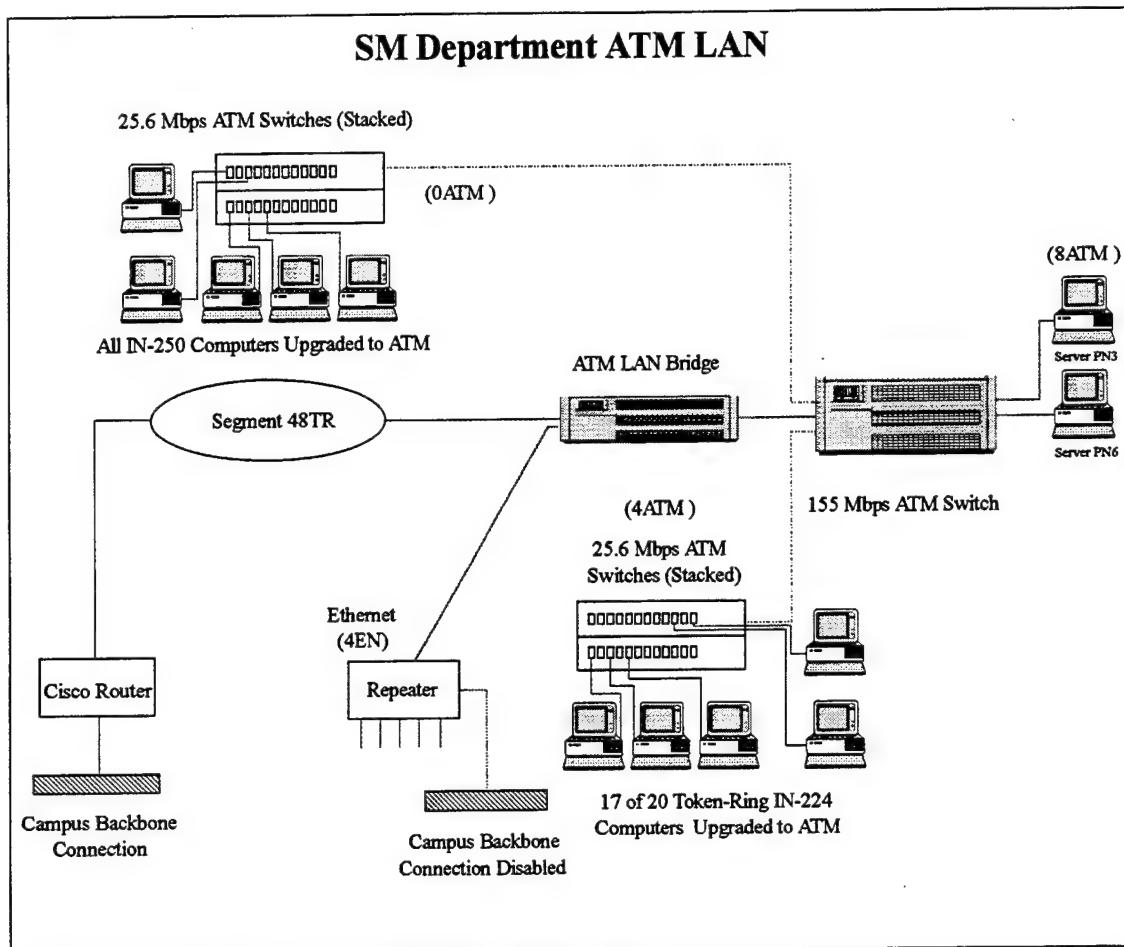 SM Department ATM LAN
25.6 Mbps ATM Switches (Stacked)
(0ATM )
(8ATM )
Server PN3
All IN-250 Computers Upgraded to ATM
ATM LAN Bridge
Segment 48TR
Server PN6
155 Mbps ATM Switch
(4ATM )
25.6 Mbps ATM
Switches (Stacked)
Ethernet
(4EN)
Cisco Router
Repeater
17 of 20 Token-Ring IN-224
Computers Upgraded to ATM
Campus Backbone
Connection
Campus Backbone
Connection Disabled